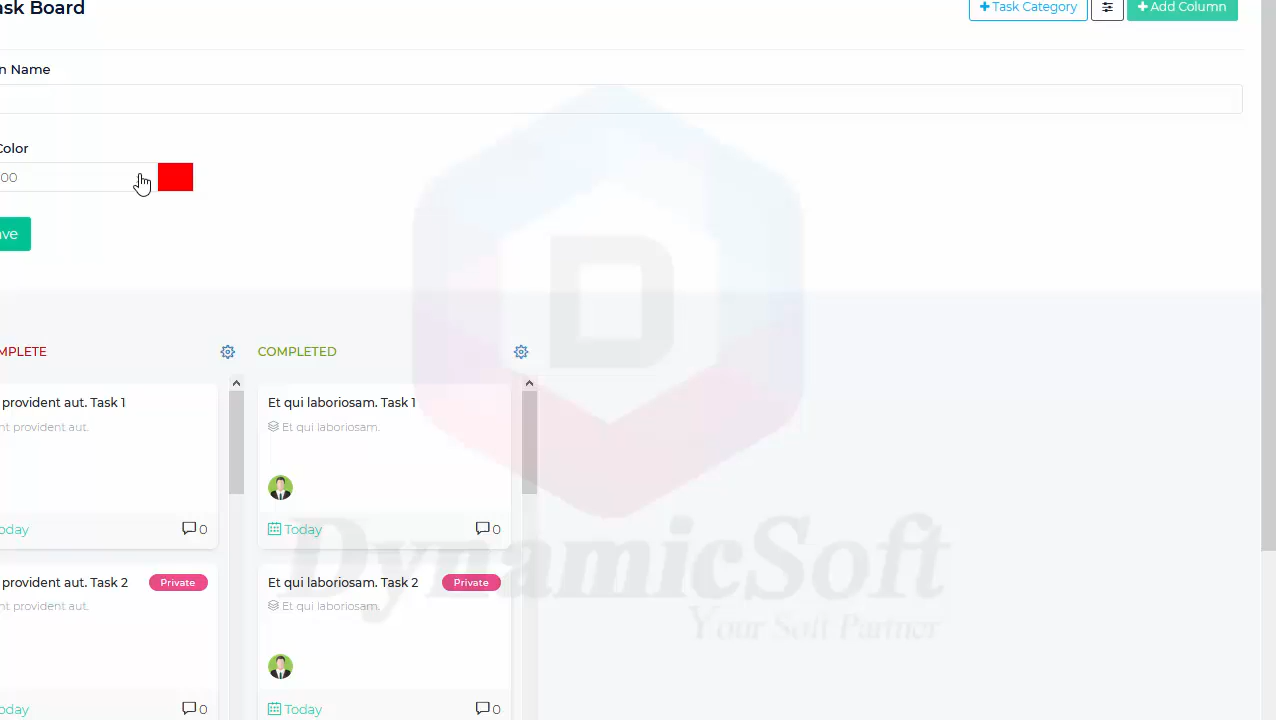 ask Board
+ Task Category
+ Add Column
n Name
Color
00
ave
MPLETE
COMPLETED
provident aut. Task 1
nt provident aut.
Et qui laboriosam. Task 1
Et qui laboriosam.
oday
0
Today
0
provident aut. Task 2
Private
nt provident aut.
Et qui laboriosam. Task 2
Private
Et qui laboriosam.
oday
0
Today
0
D
DynamicSoft
Your Soft Partner